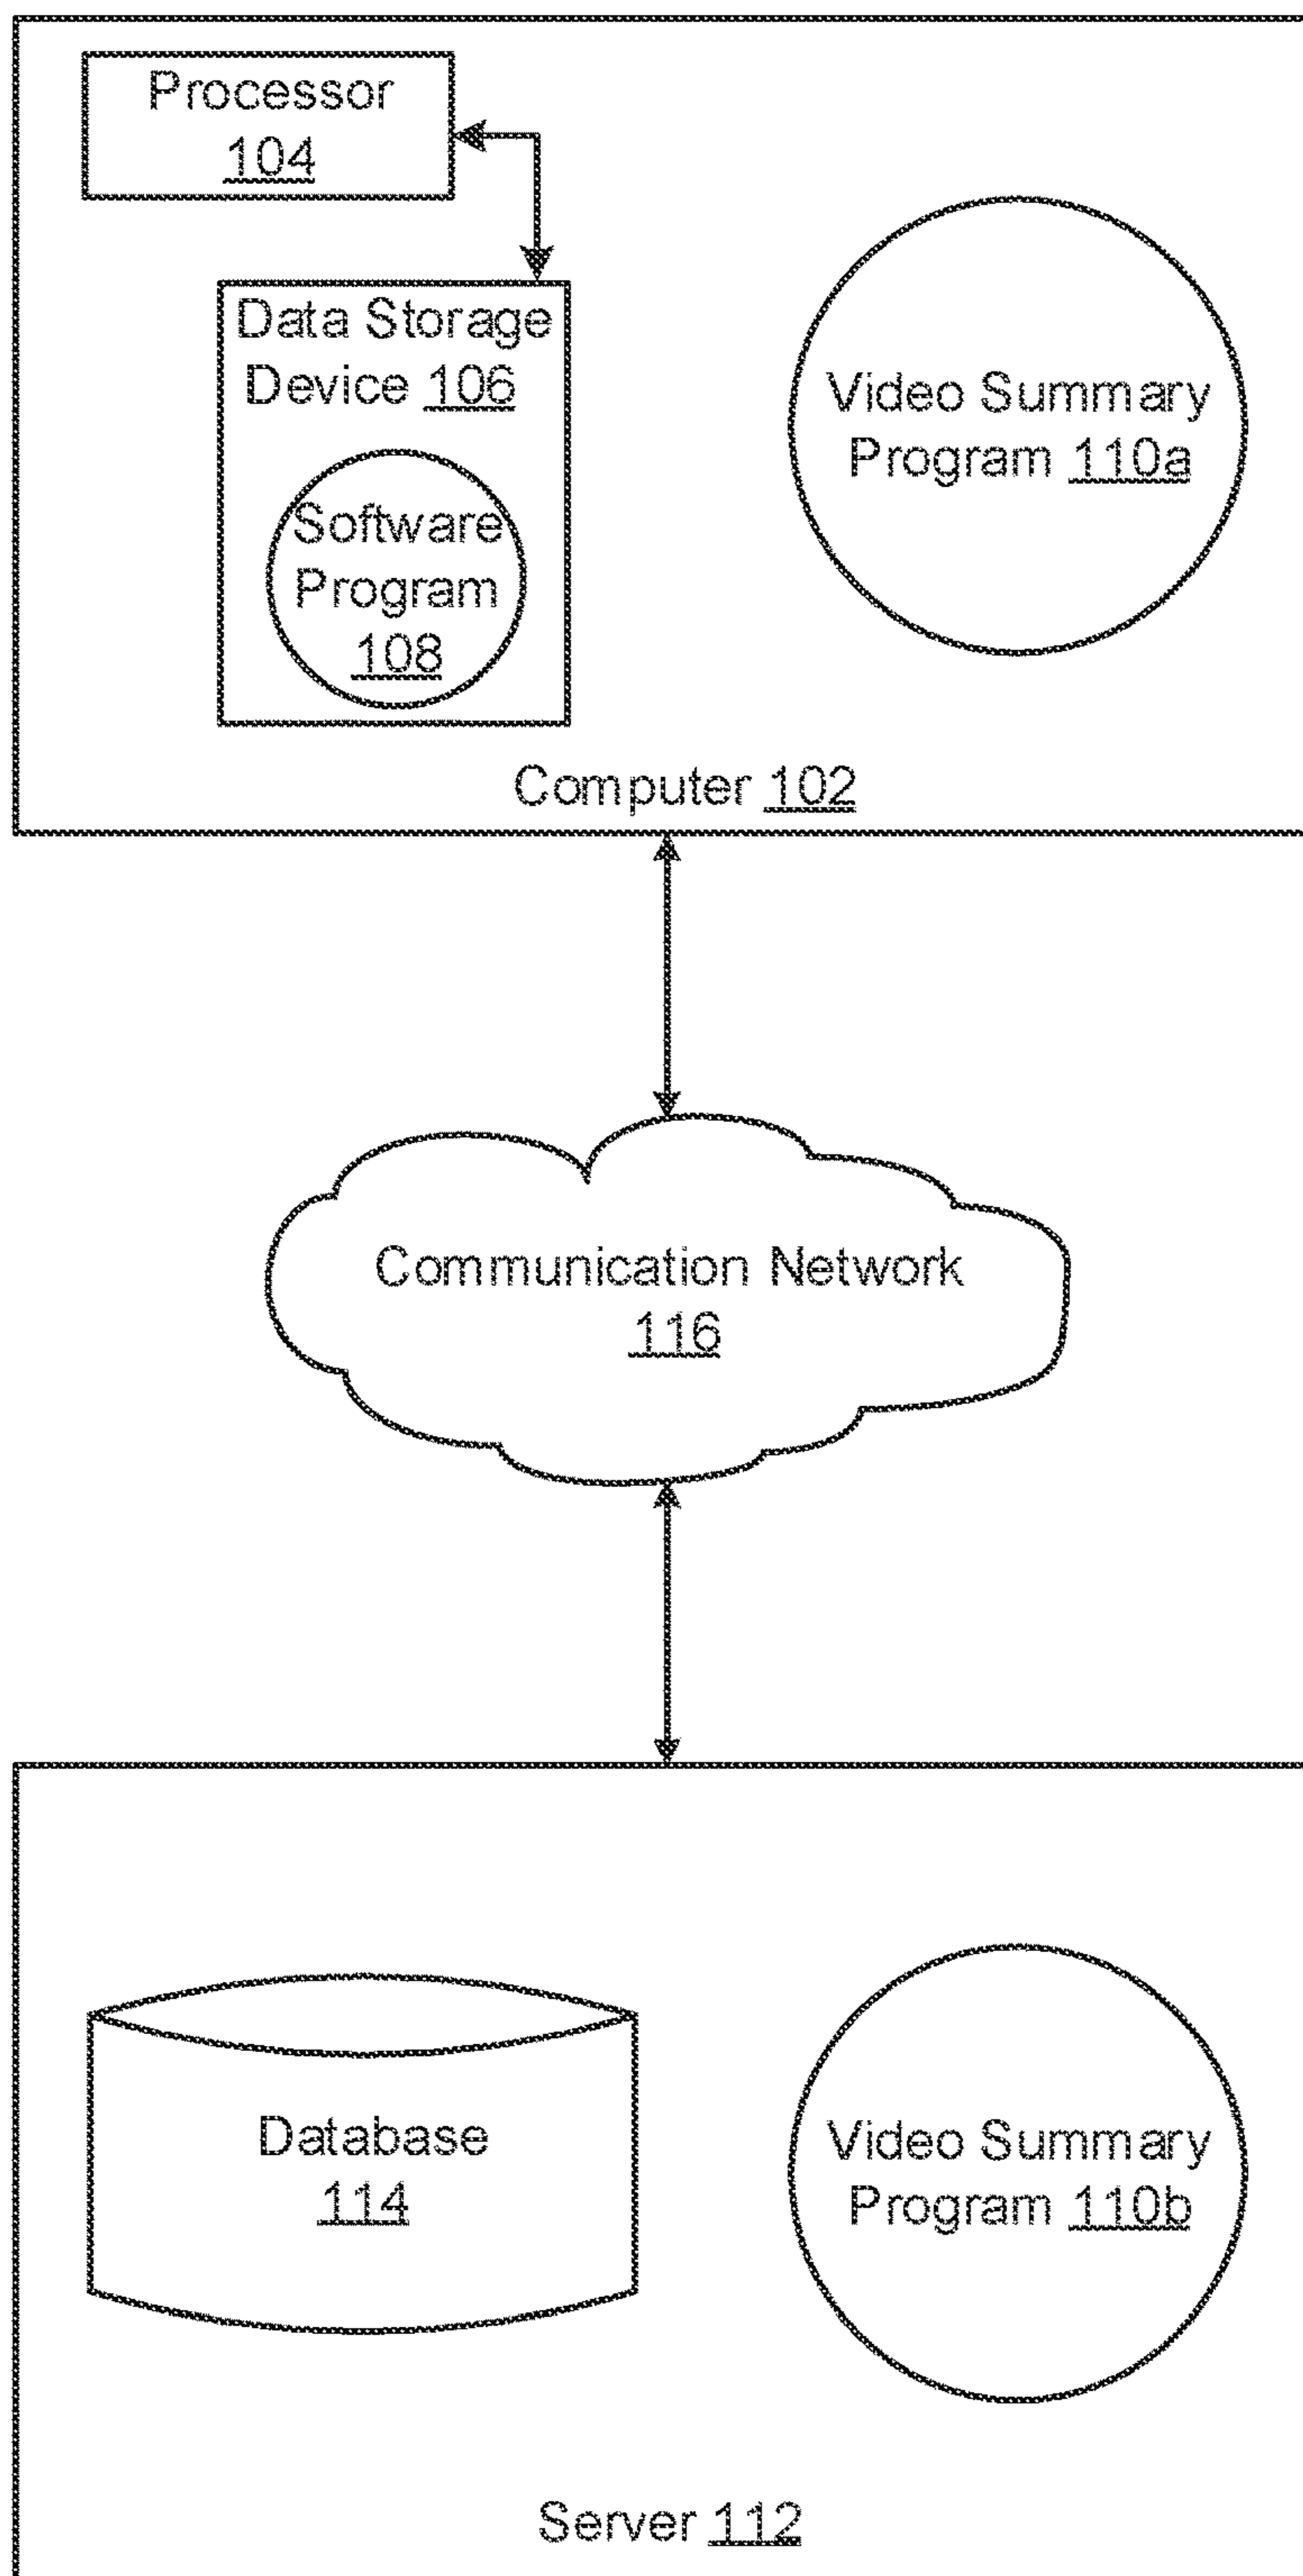 Processor
104
Data Storage
Device 106
Software
Program
108
Video Summary
Program 110a
Computer 102
Communication Network
116
Database
114
Video Summary
Program 110b
Server 112